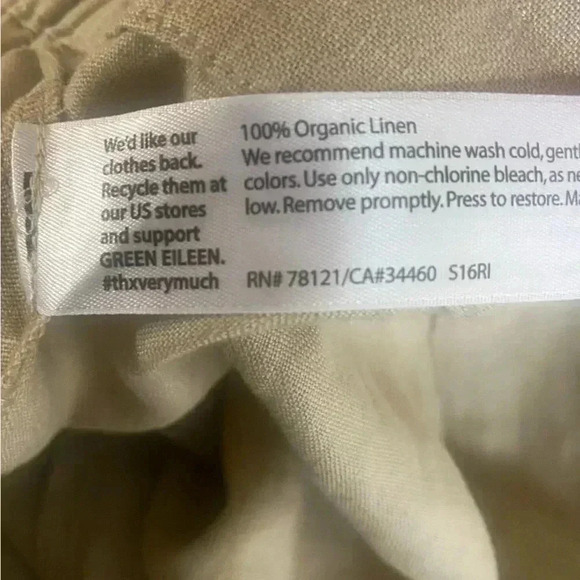 We'd like our
clothes back.
Recycle them at
our US stores
and support
GREEN EILEEN.
#thxverymuch
100% Organic Linen
We recommend machine wash cold, gentl
colors. Use only non-chlorine bleach, as ne
low. Remove promptly. Press to restore. Ma
RN# 78121/CA#34460 S16RI